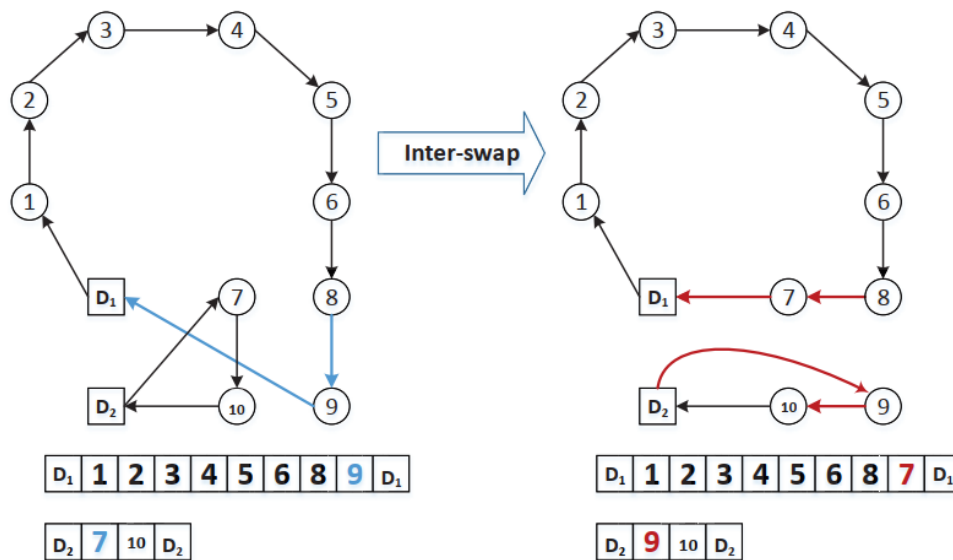 3 4
2 5
1 6
D1 7 8
D2 10 9
D1 1 2 3 4 5 6 8 9 D1
D2 7 10 D2
Inter-swap
3 4
2 5
1 6
D1 7 8
D2 10 9
D1 1 2 3 4 5 6 8 7 D1
D2 9 10 D2